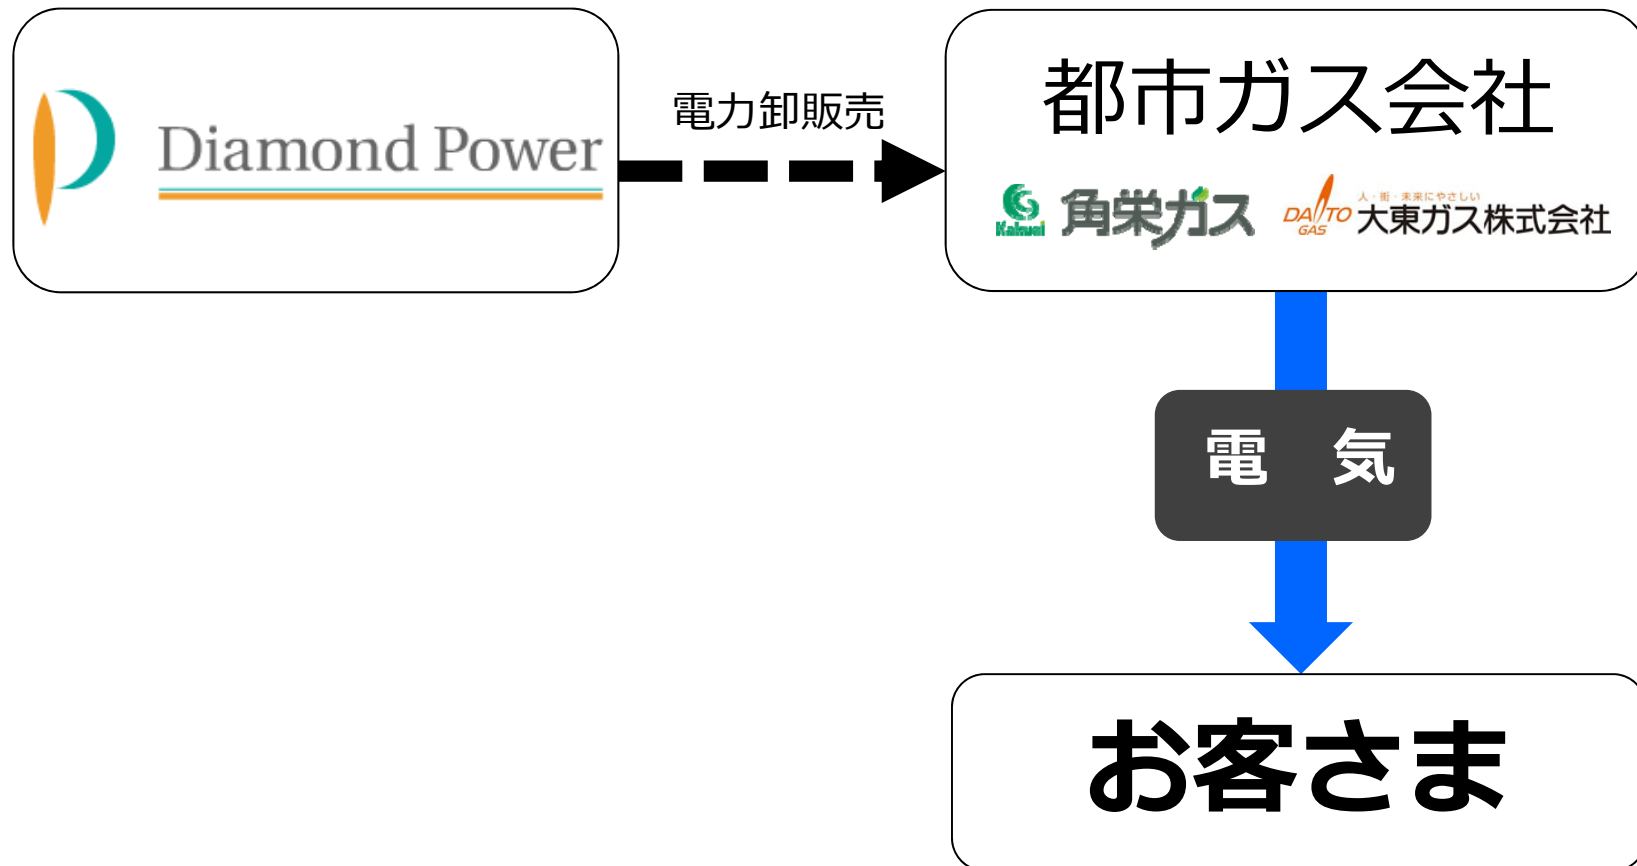 Diamond Power
電力卸販売
都市ガス会社
Kakuei 角栄ガス
DAITO GAS 人・街・未来にやさしい 大東ガス株式会社
電　気
お客さま